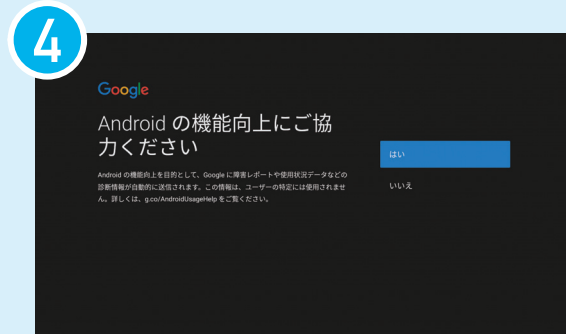 4
Google
Android の機能向上にご協
力ください
Android の機能向上を目的として、Google に障害レポートや使用状況データなどの
診断情報が自動的に送信されます。この情報は、ユーザーの特定には使用されませ
ん。詳しくは、g.co/AndroidUsageHelp をご覧ください。
はい
いいえ